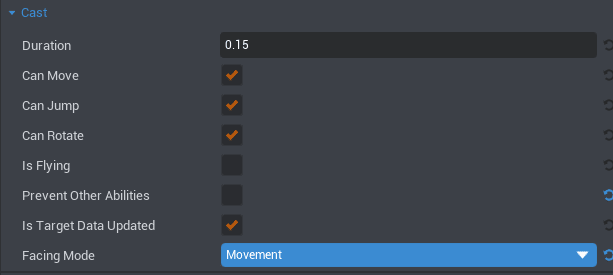 Cast
Duration 0.15
Can Move
Can Jump
Can Rotate
Is Flying
Prevent Other Abilities
Is Target Data Updated
Facing Mode Movement